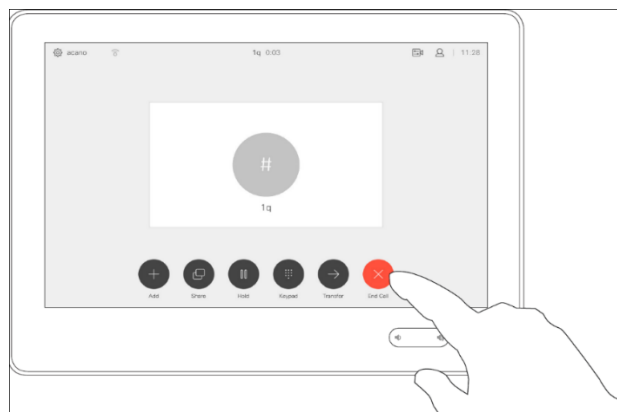 acano 1q 0:03 11:28
#
1q
Add Share Hold Keypad Transfer End Call